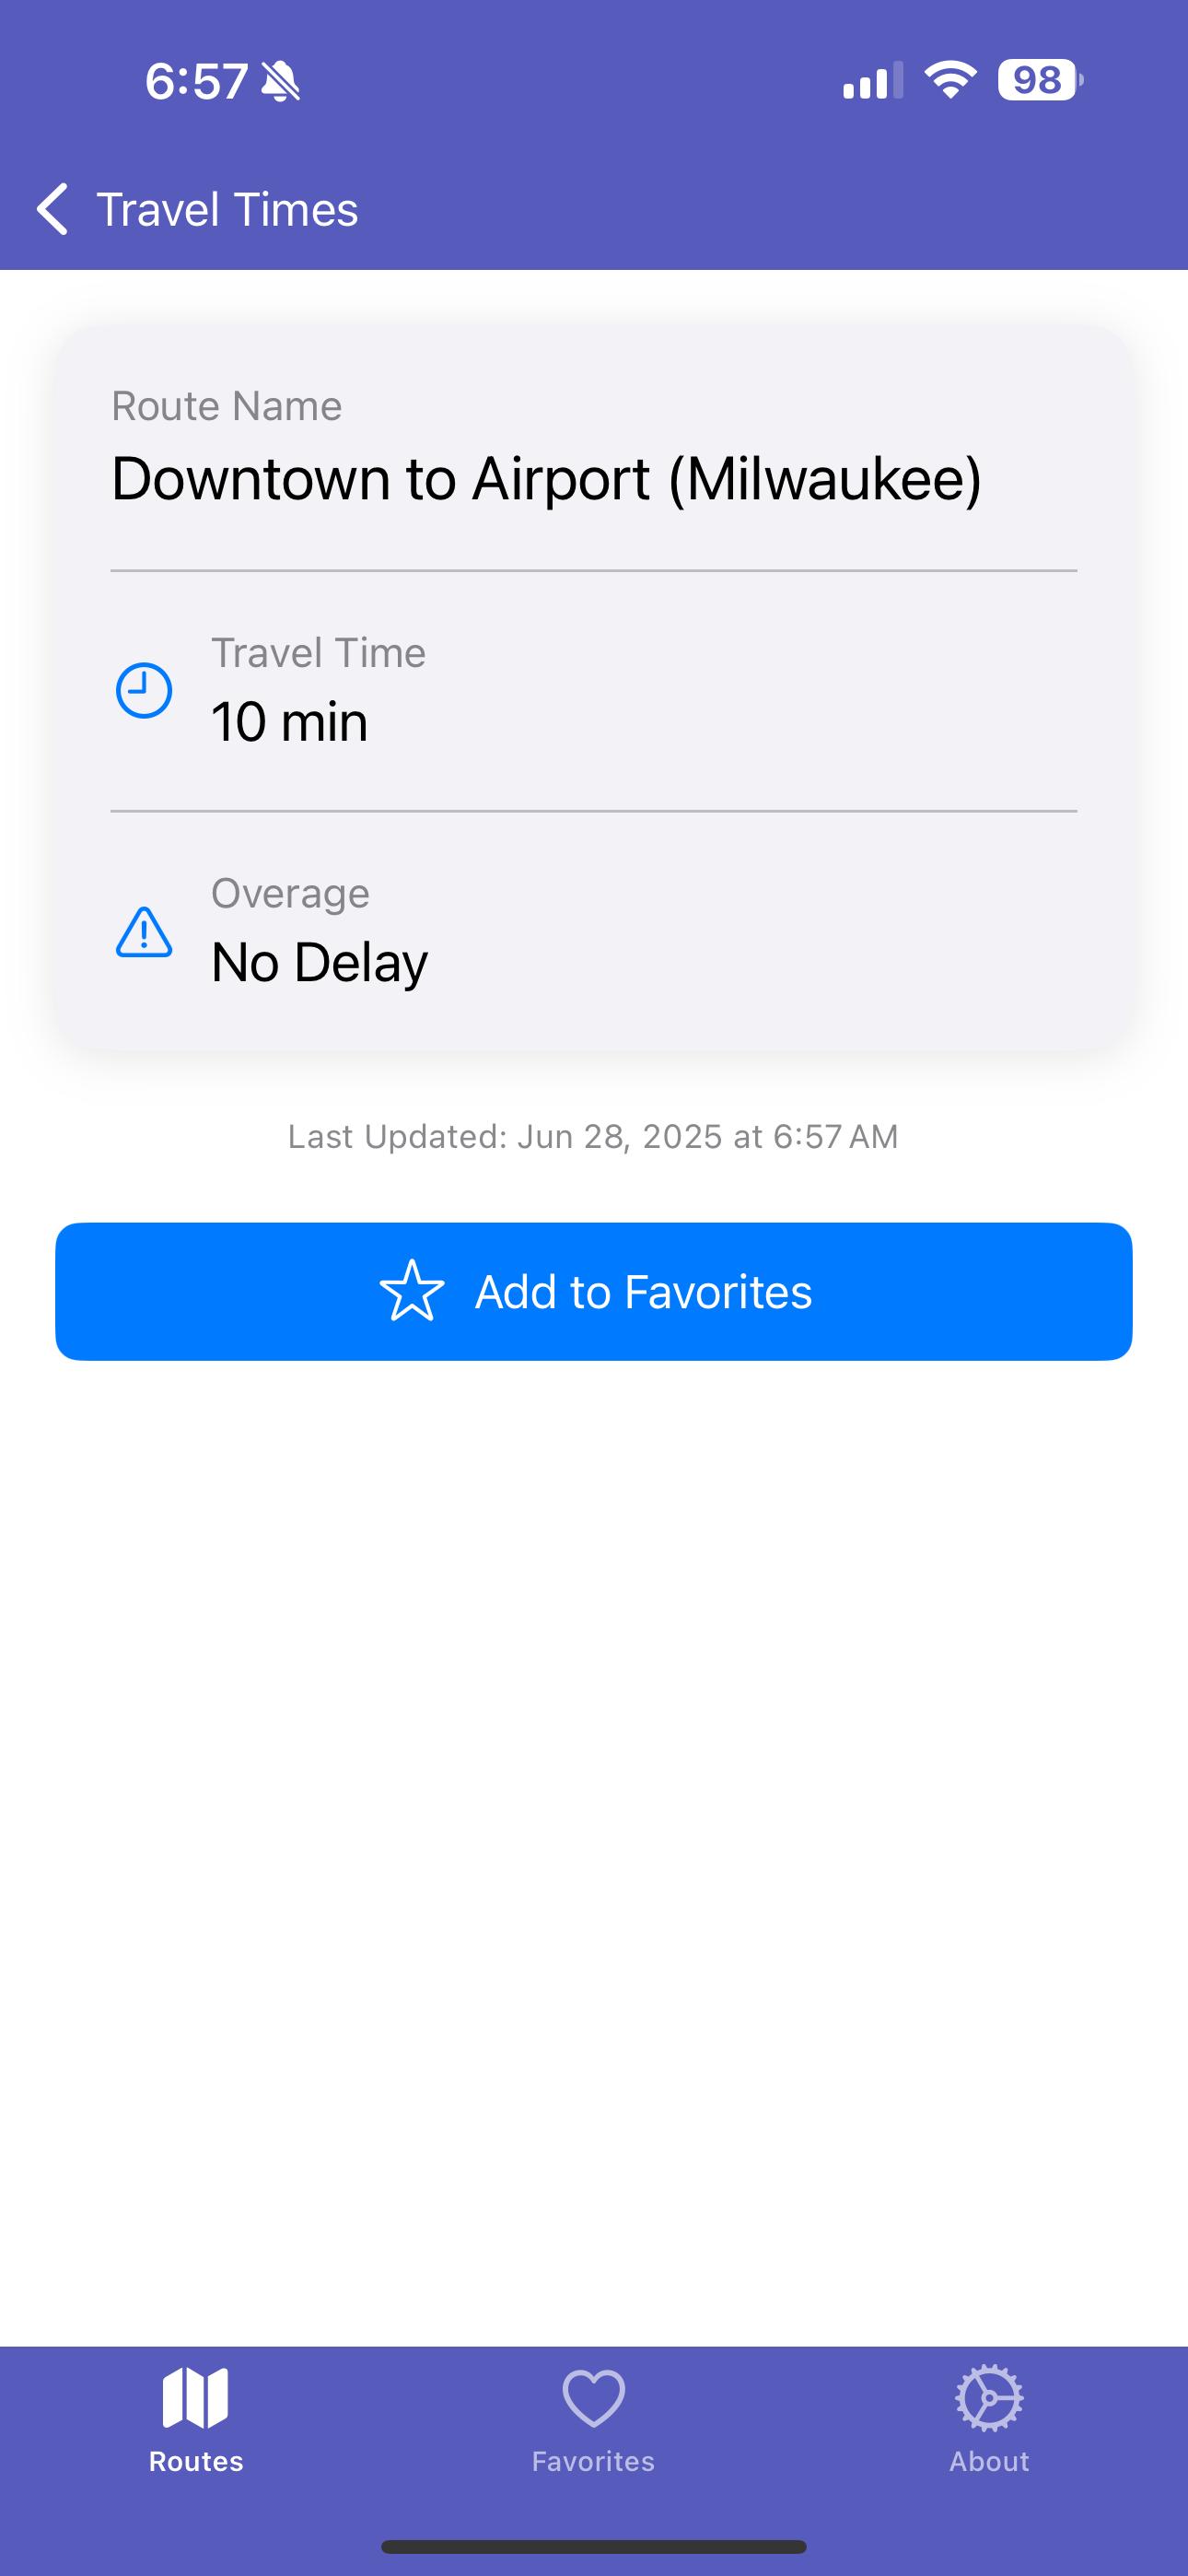 6:57
98
Travel Times
Route Name
Downtown to Airport (Milwaukee)
Travel Time
10 min
Overage
No Delay
Last Updated: Jun 28, 2025 at 6:57 AM
Add to Favorites
Routes
Favorites
About